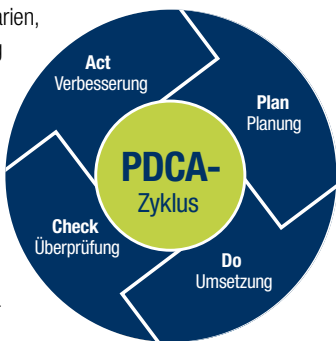 arien,
g
Act
Verbesserung
Plan
Planung
PDCA-
Zyklus
Check
Überprüfung
Do
Umsetzung